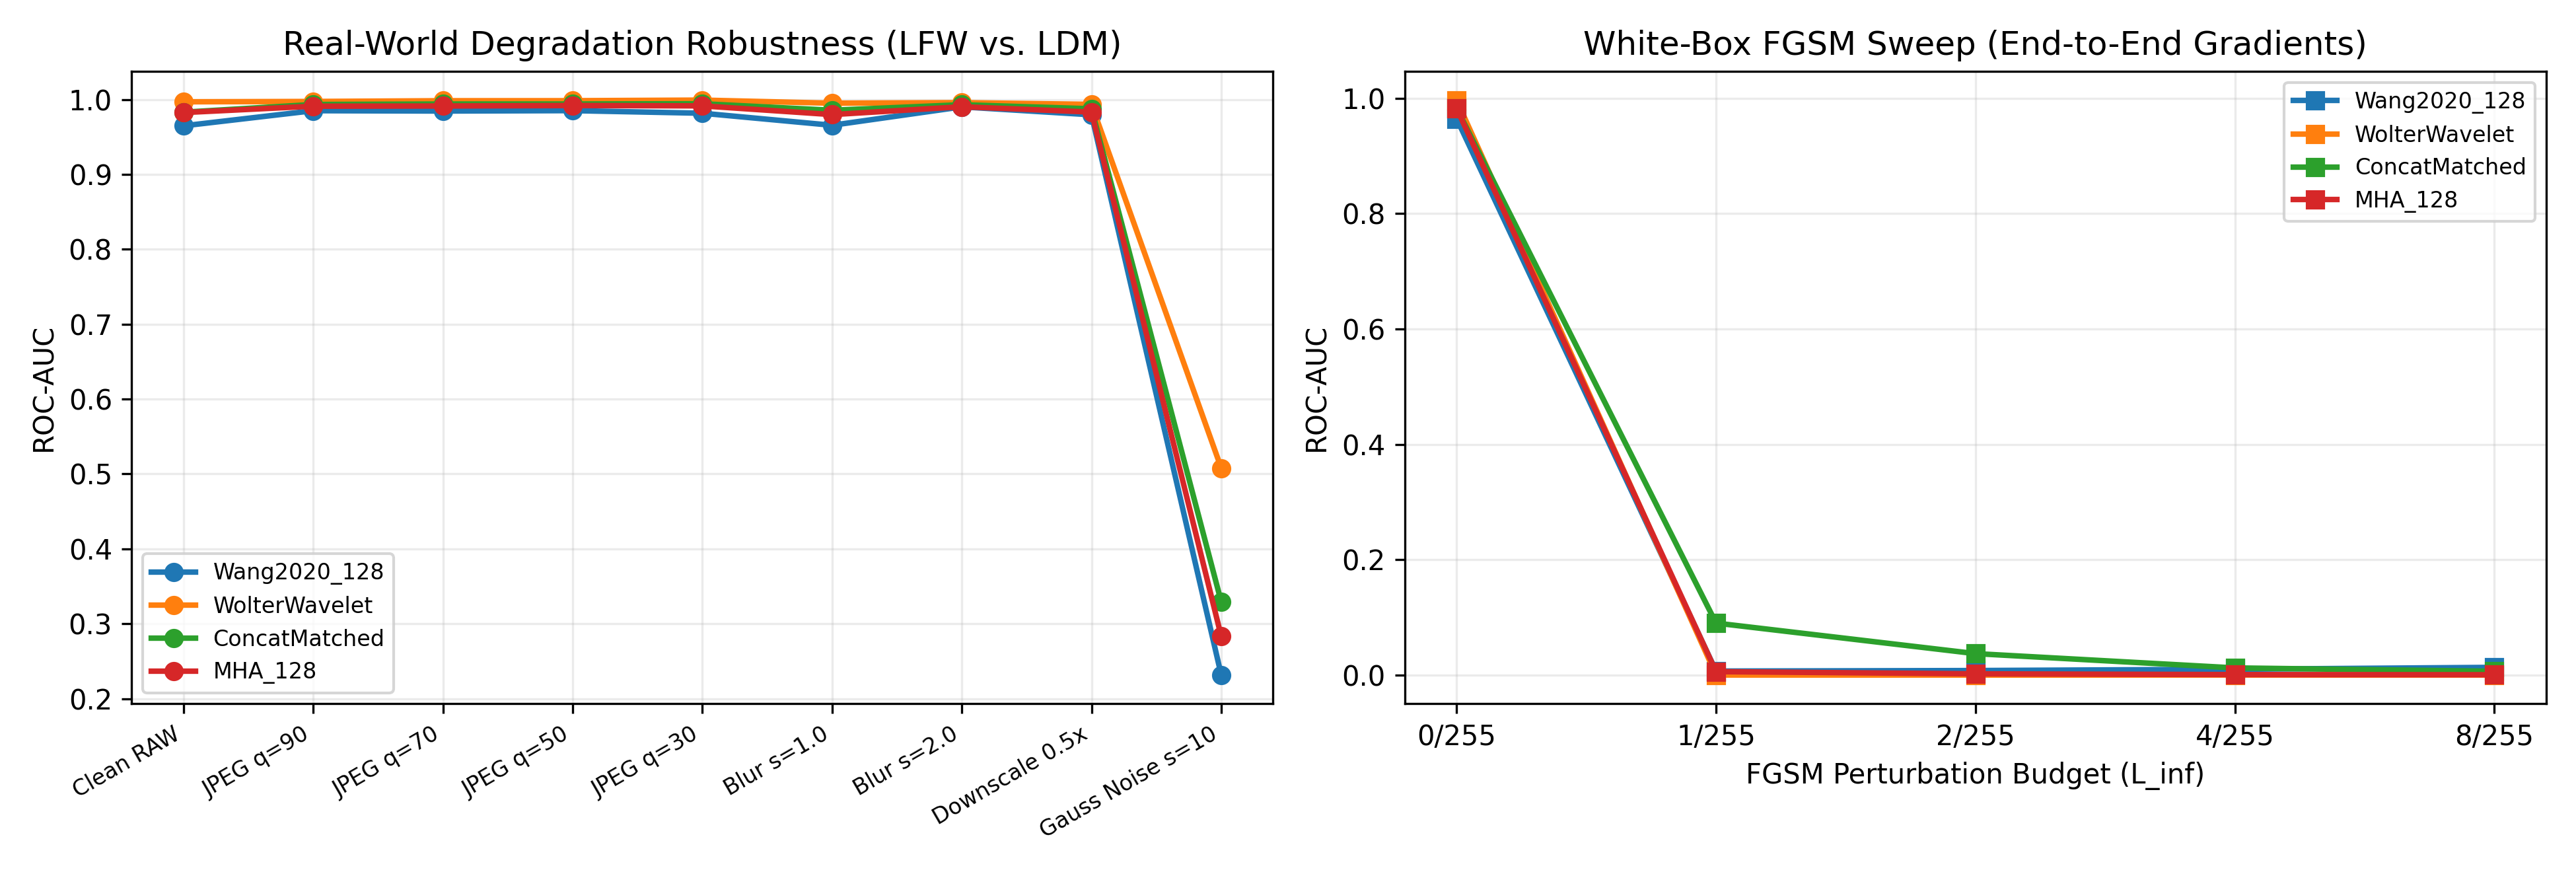 Real-World Degradation Robustness (LFW vs. LDM)
ROC-AUC
1.0
0.9
0.8
0.7
0.6
0.5
0.4
0.3
0.2
Wang2020_128
WolterWavelet
ConcatMatched
MHA_128
Clean RAW
JPEG q=90
JPEG q=70
JPEG q=50
JPEG q=30
Blur s=1.0
Blur s=2.0
Downscale 0.5x
Gauss Noise s=10
White-Box FGSM Sweep (End-to-End Gradients)
ROC-AUC
1.0
0.8
0.6
0.4
0.2
0.0
Wang2020_128
WolterWavelet
ConcatMatched
MHA_128
0/255
1/255
2/255
4/255
8/255
FGSM Perturbation Budget (L_inf)